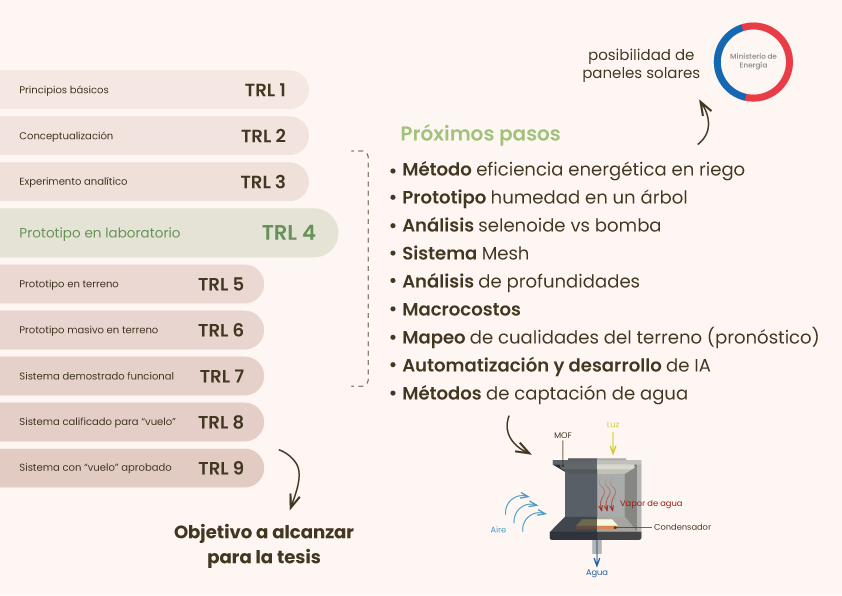 posibilidad de
paneles solares
Ministerio de
Energía
Principios básicos TRL 1
Conceptualización TRL 2
Experimento analítico TRL 3
Prototipo en laboratorio TRL 4
Prototipo en terreno TRL 5
Prototipo masivo en terreno TRL 6
Sistema demostrado funcional TRL 7
Sistema calificado para “vuelo” TRL 8
Sistema con “vuelo” aprobado TRL 9
Objetivo a alcanzar
para la tesis
Próximos pasos
• Método eficiencia energética en riego
• Prototipo humedad en un árbol
• Análisis selenoide vs bomba
• Sistema Mesh
• Análisis de profundidades
• Macrocostos
• Mapeo de cualidades del terreno (pronóstico)
• Automatización y desarrollo de IA
• Métodos de captación de agua
Luz
MOF
Vapor de agua
Aire
Condensador
Agua